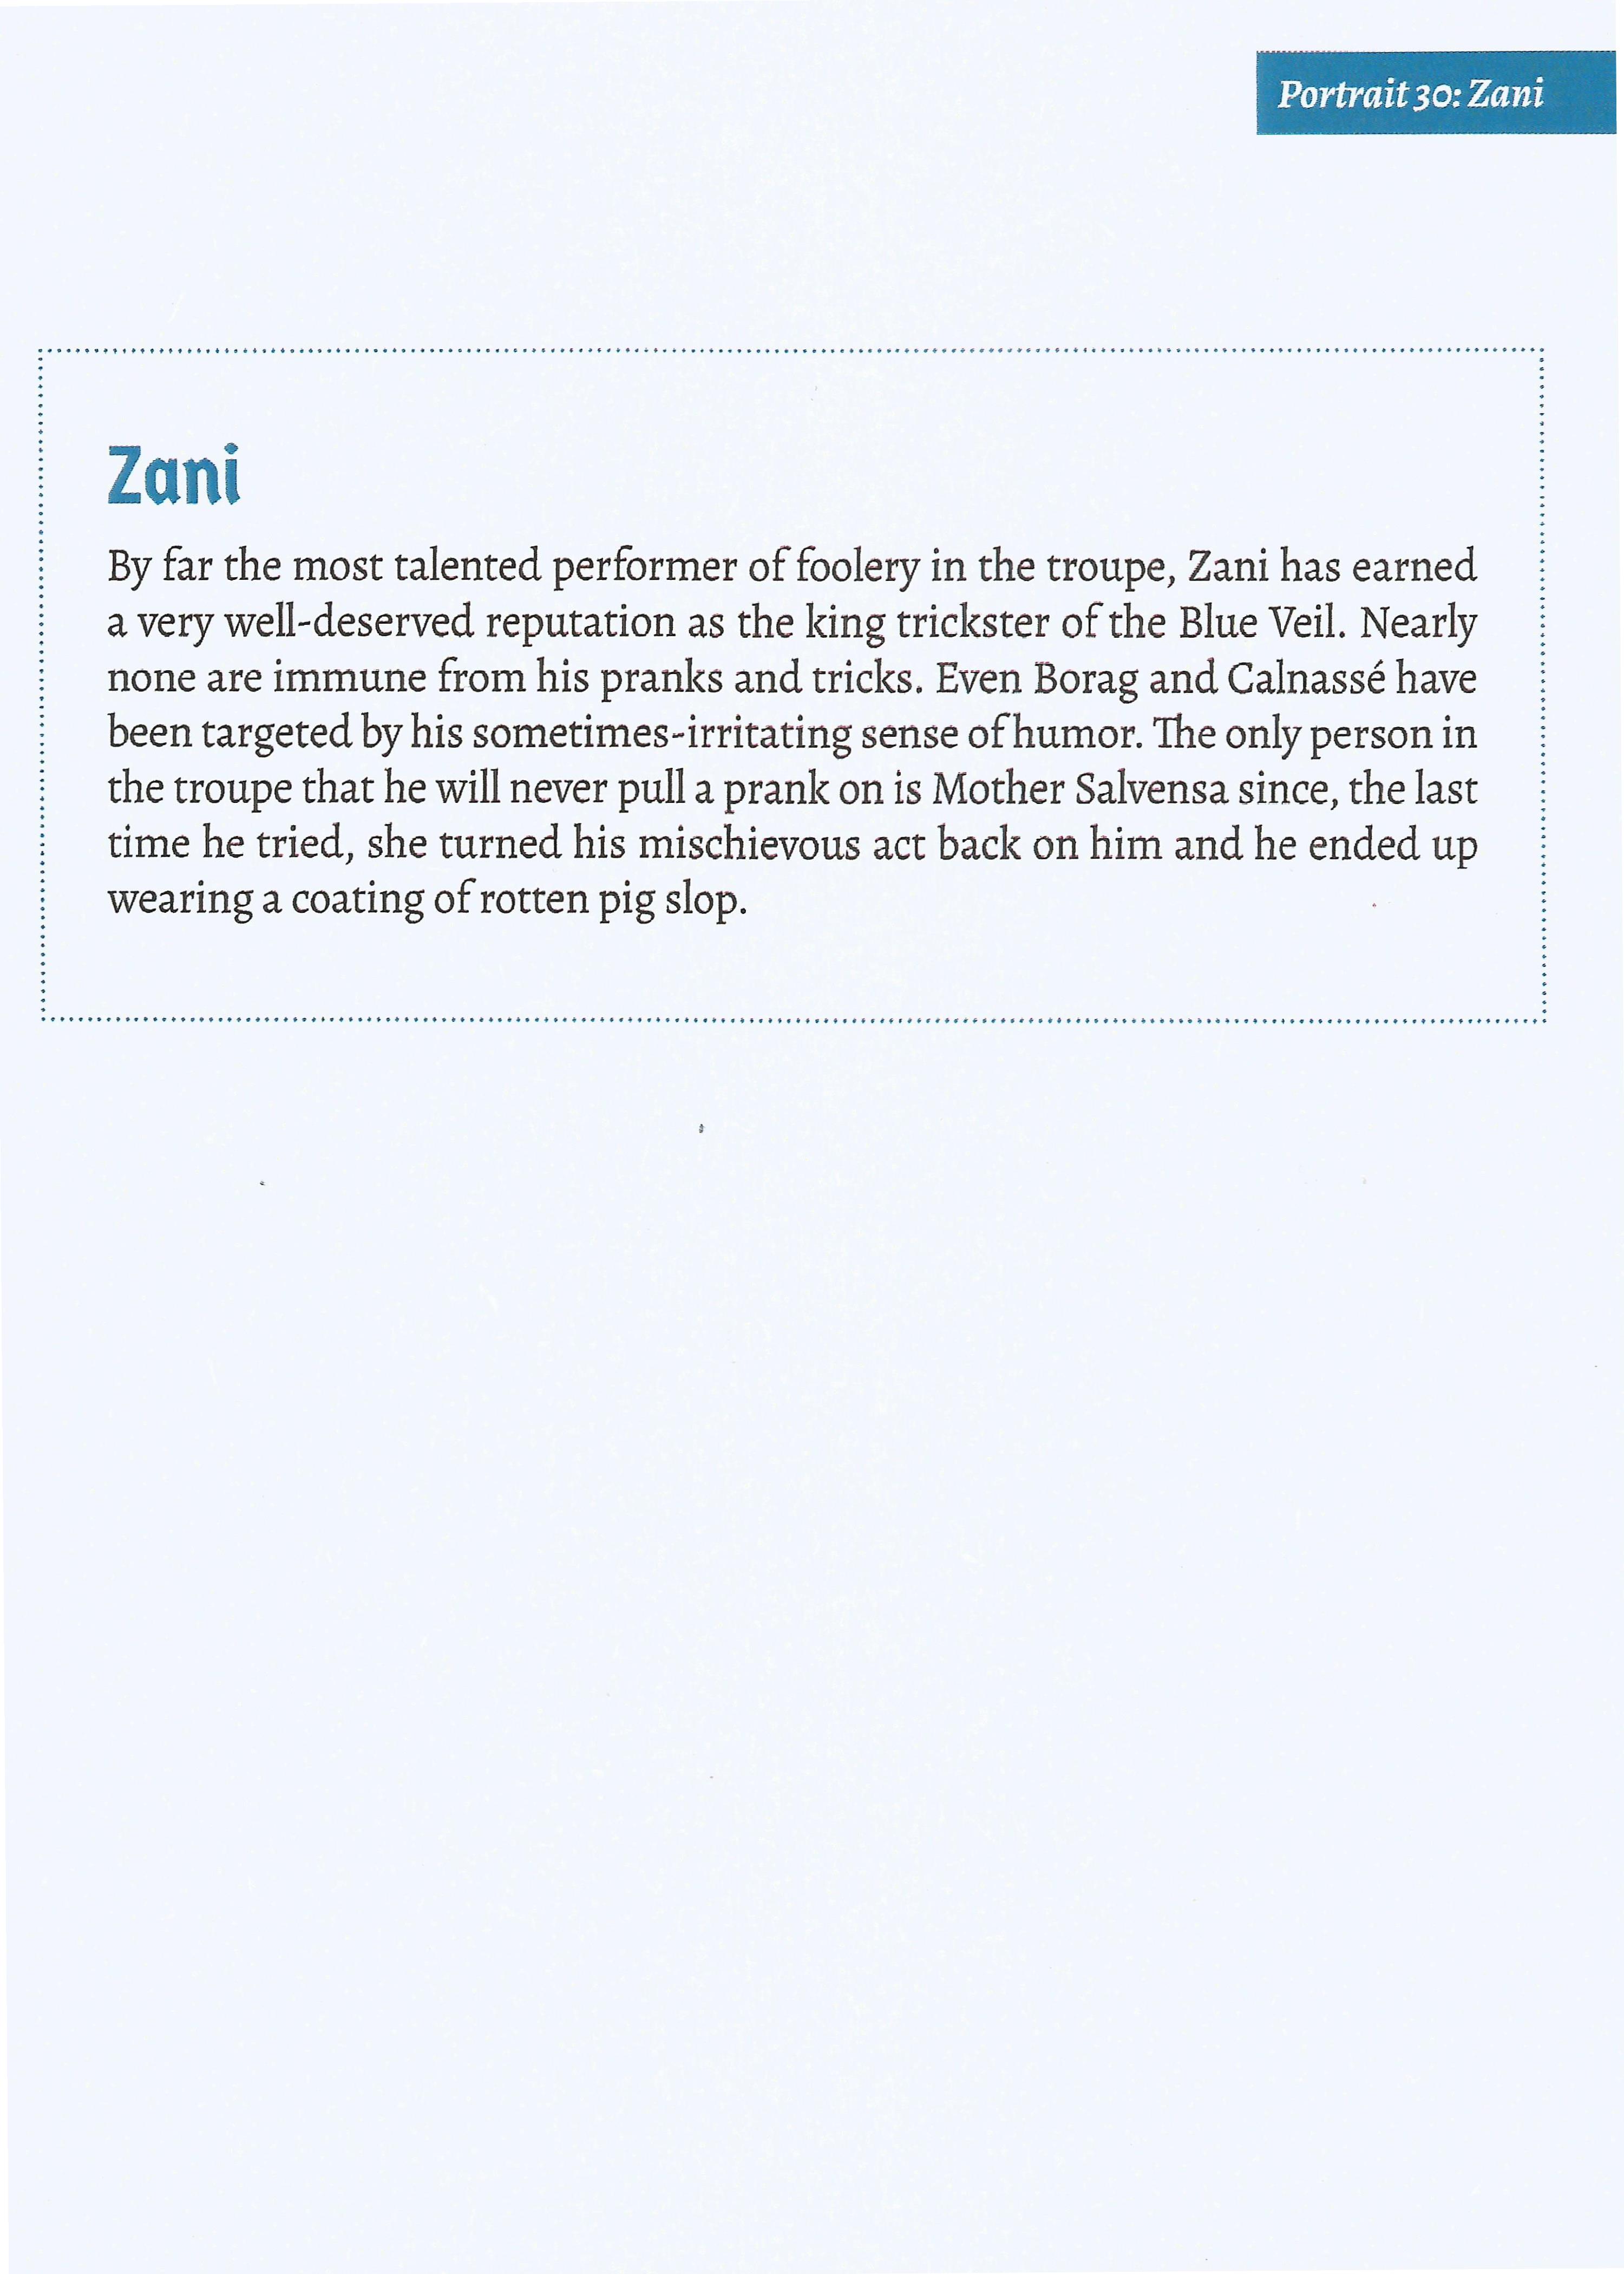 Portrait 30: Zani
Zani
By far the most talented performer of foolery in the troupe, Zani has earned
a very well-deserved reputation as the king trickster of the Blue Veil. Nearly
none are immune from his pranks and tricks. Even Borag and Calnassé have
been targeted by his sometimes-irritating sense of humor. The only person in
the troupe that he will never pull a prank on is Mother Salvensa since, the last
time he tried, she turned his mischievous act back on him and he ended up
wearing a coating of rotten pig slop.